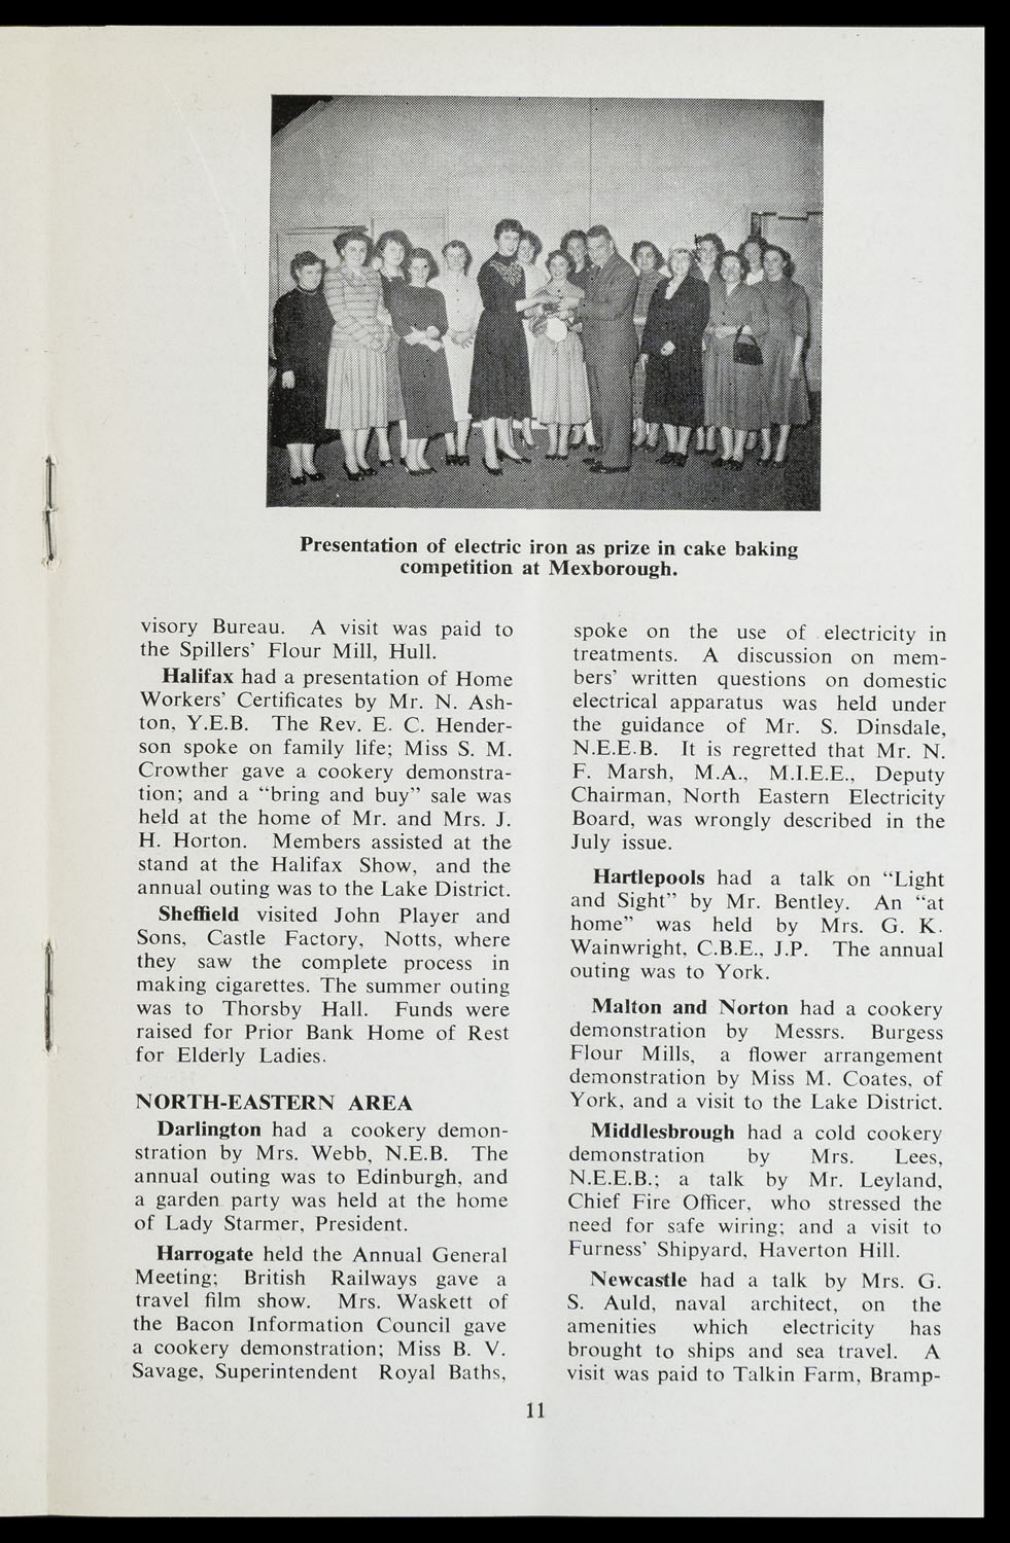 Presentation of electric iron as prize in cake baking
competition at Mexborough.
visory Bureau. A visit was paid to
the Spillers' Flour Mill, Hull.
Halifax had a presentation of Home
Workers' Certificates by Mr. N. Ash-
ton, Y.E.B. The Rev. E. C. Hender-
son spoke on family life; Miss S. M.
Crowther gave a cookery demonstra-
tion; and a "bring and buy" sale was
held at the home of Mr. and Mrs. J.
H. Horton. Members assisted at the
stand at the Halifax Show, and the
annual outing was to the Lake District.
Sheffield visited John Player and
Sons, Castle Factory, Notts, where
they saw the complete process in
making cigarettes. The summer outing
was to Thorsby Hall. Funds were
raised for Prior Bank Home of Rest
for Elderly Ladies.
NORTH-EASTERN AREA
Darlington had a cookery demon-
stration by Mrs. Webb, N.E.B. The
annual outing was to Edinburgh, and
a garden party was held at the home
of Lady Starmer, President.
Harrogate held the Annual General
Meeting; British Railways gave a
travel film show. Mrs. Waskett of
the Bacon Information Council gave
a cookery demonstration; Miss B. V.
Savage, Superintendent Royal Baths,
spoke on the use of electricity in
treatments. A discussion on mem-
bers' written questions on domestic
electrical apparatus was held under
the guidance of Mr. S. Dinsdale,
N.E.E.B. It is regretted that Mr. N.
F. Marsh, M.A., M.I.E.E., Deputy
Chairman, North Eastern Electricity
Board, was wrongly described in the
July issue.
Hartlepools had a talk on "Light
and Sight" by Mr. Bentley. An "at
home" was held by Mrs. G. K.
Wainwright, C.B.E., J.P. The annual
outing was to York.
Malton and Norton had a cookery
demonstration by Messrs. Burgess
Flour Mills, a flower arrangement
demonstration by Miss M. Coates, of
York, and a visit to the Lake District.
Middlesbrough had a cold cookery
demonstration by Mrs. Lees,
N.E.E.B.; a talk by Mr. Leyland,
Chief Fire Officer, who stressed the
need for safe wiring; and a visit to
Furness' Shipyard, Haverton Hill.
Newcastle had a talk by Mrs. G.
S. Auld, naval architect, on the
amenities which electricity has
brought to ships and sea travel. A
visit was paid to Talkin Farm, Bramp-
11